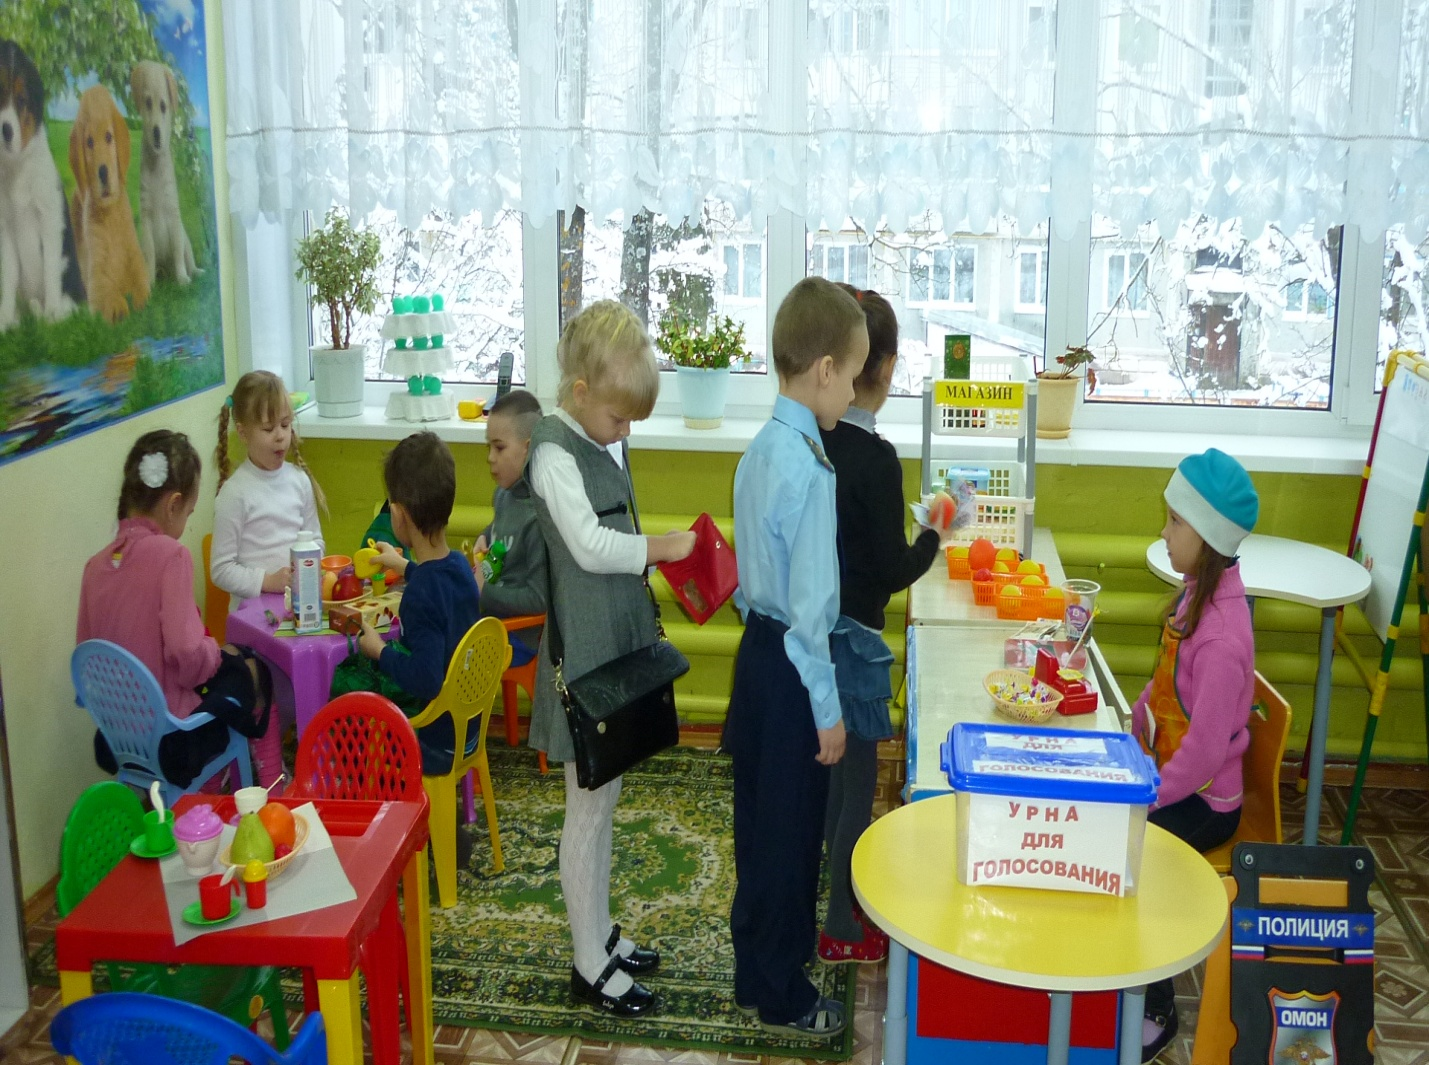 МАГАЗИН
УРНА
ДЛЯ
ГОЛОСОВАНИЯ
УРНА
ДЛЯ
ГОЛОСОВАНИЯ
ПОЛИЦИЯ
ОМОН